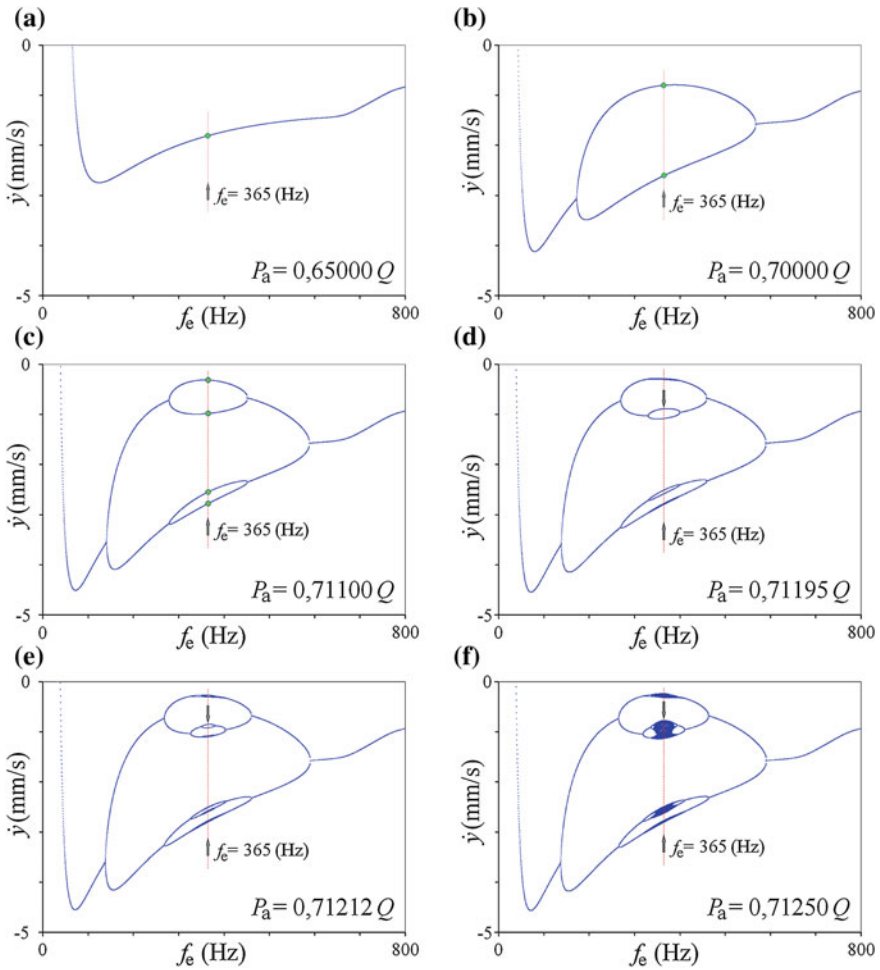 (a)
0
ẏ (mm/s)
fe = 365 (Hz)
Pa = 0,65000 Q
-5
0
fe (Hz)
800
(b)
0
ẏ (mm/s)
fe = 365 (Hz)
Pa = 0,70000 Q
-5
0
fe (Hz)
800
(c)
0
ẏ (mm/s)
fe = 365 (Hz)
Pa = 0,71100 Q
-5
0
fe (Hz)
800
(d)
0
ẏ (mm/s)
fe = 365 (Hz)
Pa = 0,71195 Q
-5
0
fe (Hz)
800
(e)
0
ẏ (mm/s)
fe = 365 (Hz)
Pa = 0,71212 Q
-5
0
fe (Hz)
800
(f)
0
ẏ (mm/s)
fe = 365 (Hz)
Pa = 0,71250 Q
-5
0
fe (Hz)
800